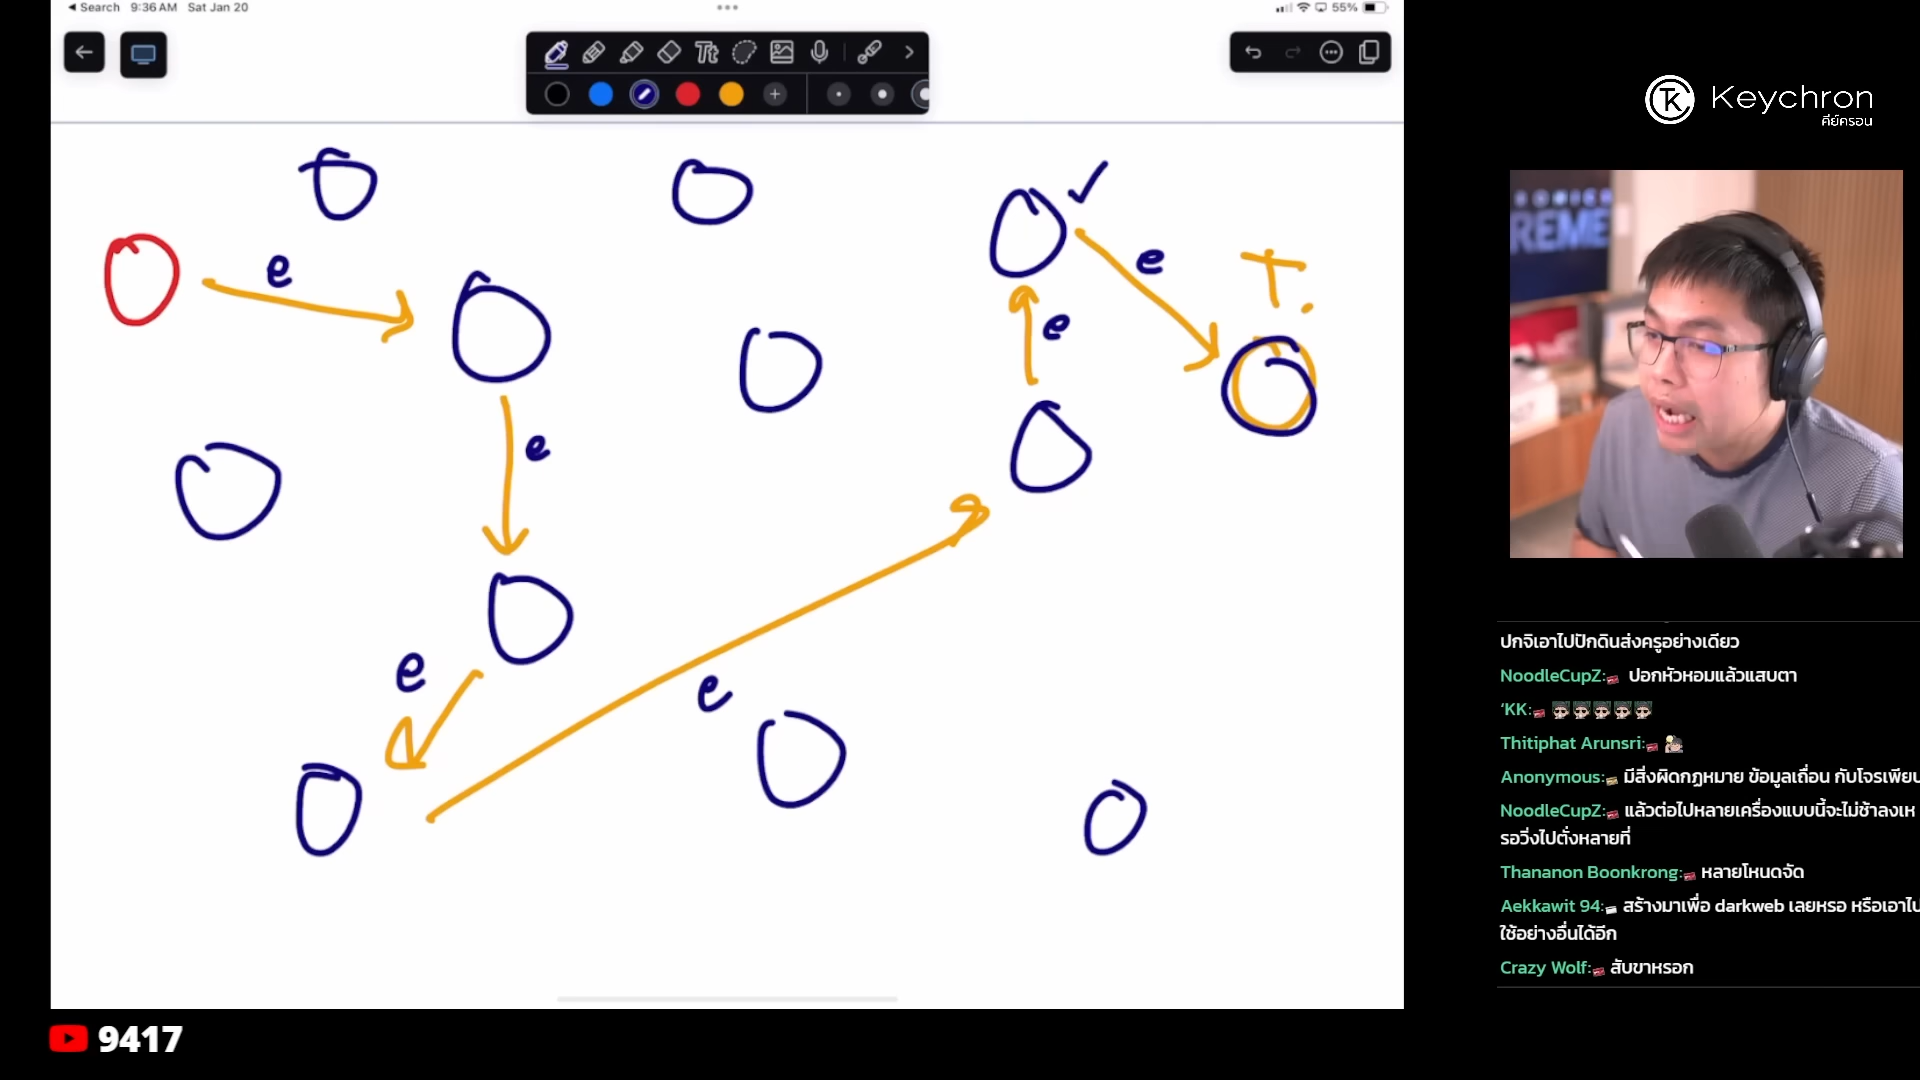 Search 9:36 AM Sat Jan 20
55%
Tt
e
e
e
e
e
e
T.
Keychron
คีย์ครอน
REME
ปกจิเอาไปปักดินส่งครูอย่างเดียว
NoodleCupZ: ปอกหัวหอมแล้วแสบตา
‘KK:
Thitiphat Arunsri:
Anonymous: มีสิ่งผิดกฎหมาย ข้อมูลเถื่อน กับโจรเพียบ
NoodleCupZ: แล้วต่อไปหลายเครื่องแบบนี้จะไม่ช้าลงเห
รอวิ่งไปตั่งหลายที่
Thananon Boonkrong: หลายโหนดจัด
Aekkawit 94: สร้างมาเพื่อ darkweb เลยหรอ หรือเอาไป
ใช้อย่างอื่นได้อีก
Crazy Wolf: สับขาหรอก
9417